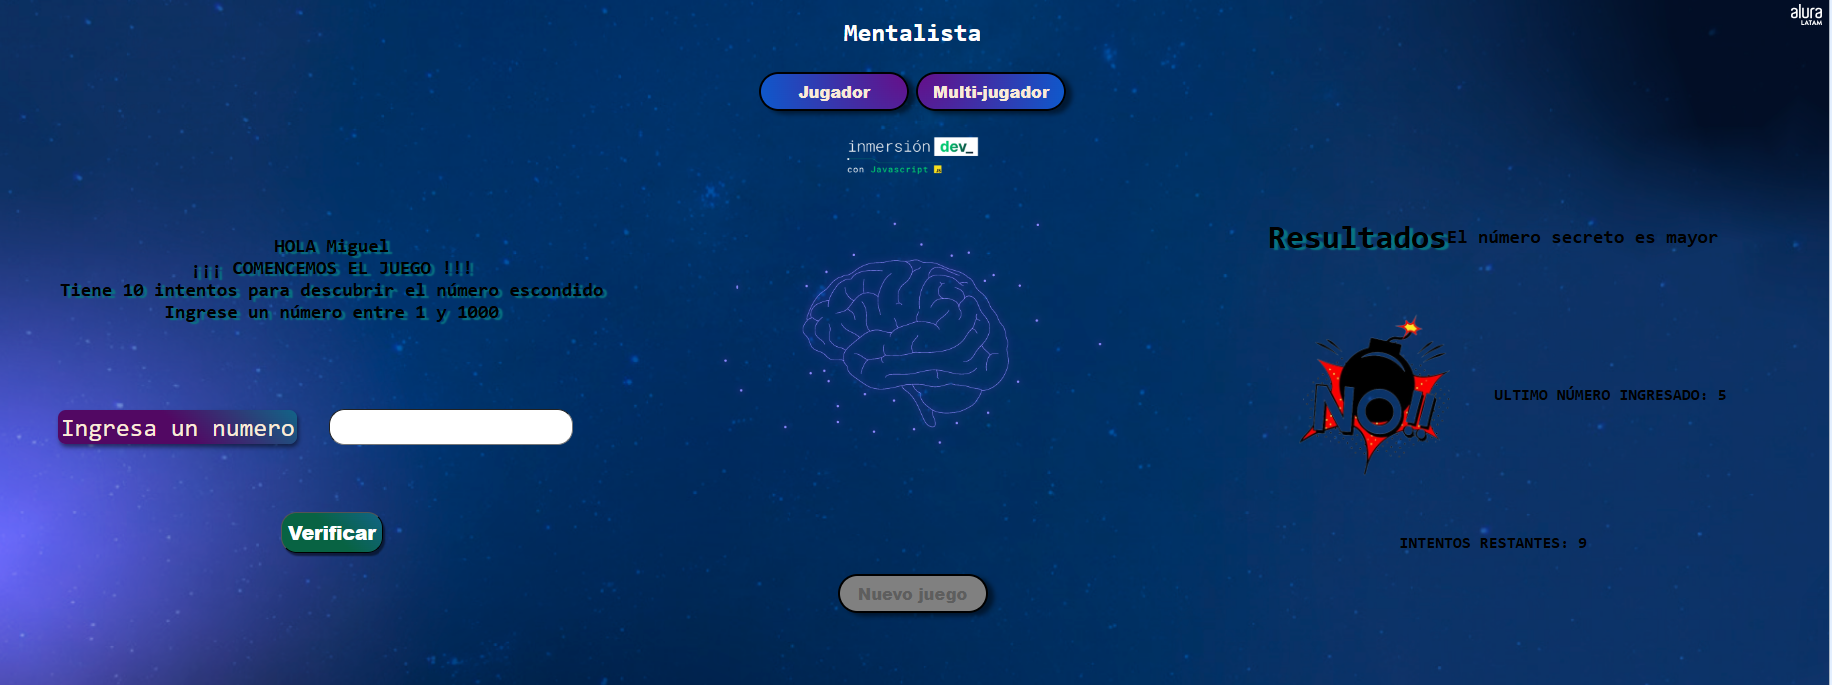 alura
LATAM
Mentalista
Jugador
Multi-jugador
inmersión dev_
con Javascript
HOLA Miguel
¡¡¡ COMENCEMOS EL JUEGO !!!
Tiene 10 intentos para descubrir el número escondido
Ingrese un número entre 1 y 1000
Ingresa un numero
Verificar
Resultados
El número secreto es mayor
NO!!
ULTIMO NÚMERO INGRESADO: 5
INTENTOS RESTANTES: 9
Nuevo juego